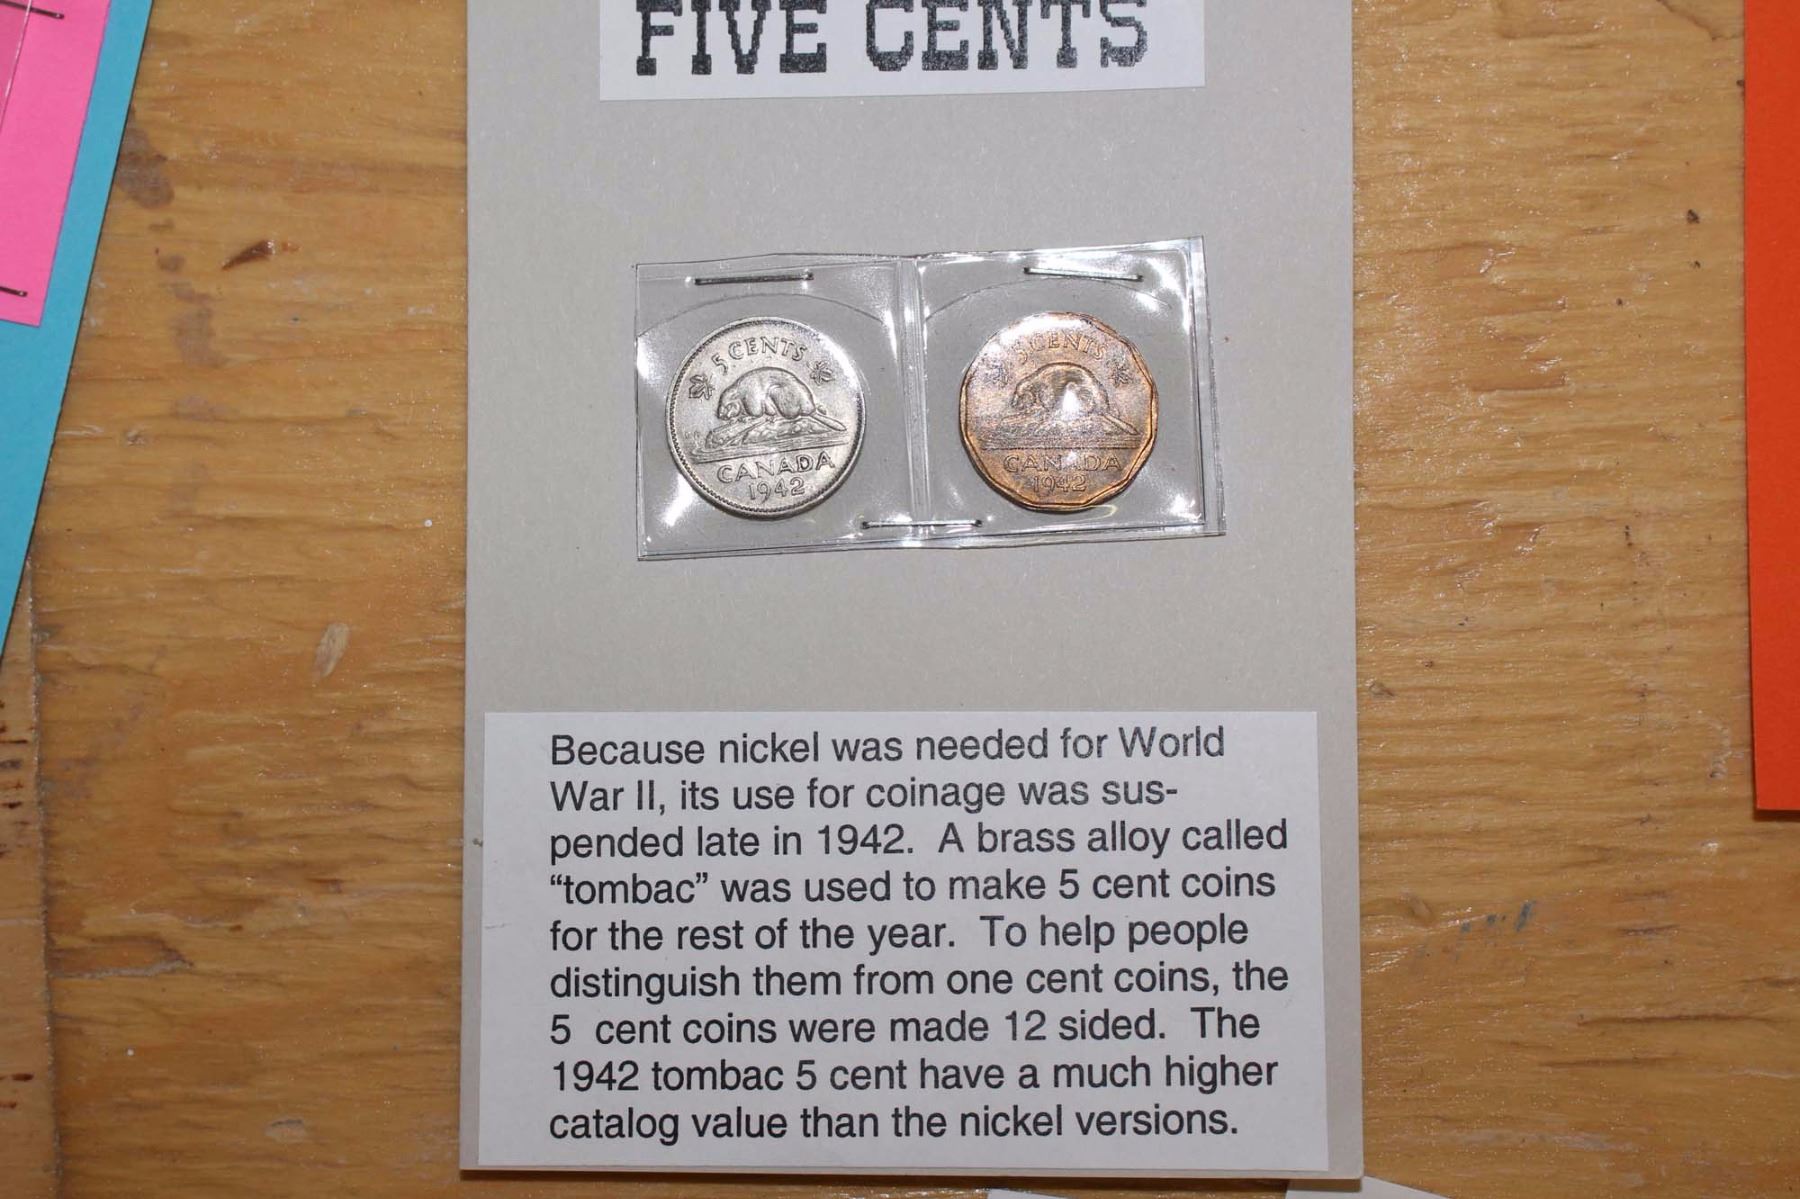 FIVE CENTS
5 CENTS
CANADA
1942
5 CENTS
CANADA
1942
Because nickel was needed for World
War II, its use for coinage was sus-
pended late in 1942.  A brass alloy called
“tombac” was used to make 5 cent coins
for the rest of the year.  To help people
distinguish them from one cent coins, the
5  cent coins were made 12 sided.  The
1942 tombac 5 cent have a much higher
catalog value than the nickel versions.